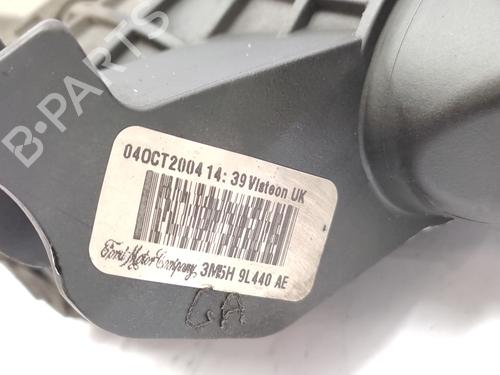 B-PARTS
04OCT2004 14:39 Visteon UK
Ford Motor Company 3M5H 9L440 AE
GA